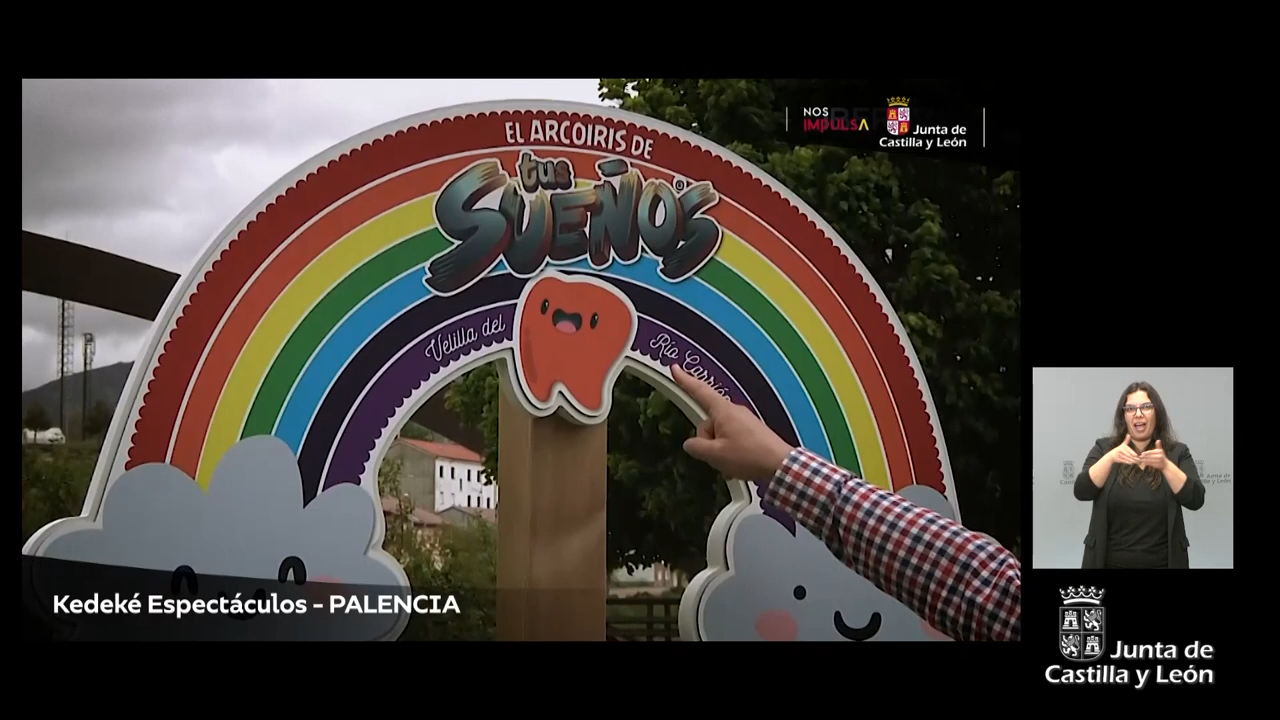 EL ARCOIRIS DE
tus
SUEÑOS
Velilla del Río Carrión
NOS
IMPULSA
Junta de
Castilla y León
Kedeké Espectáculos - PALENCIA
Junta de
Castilla y León